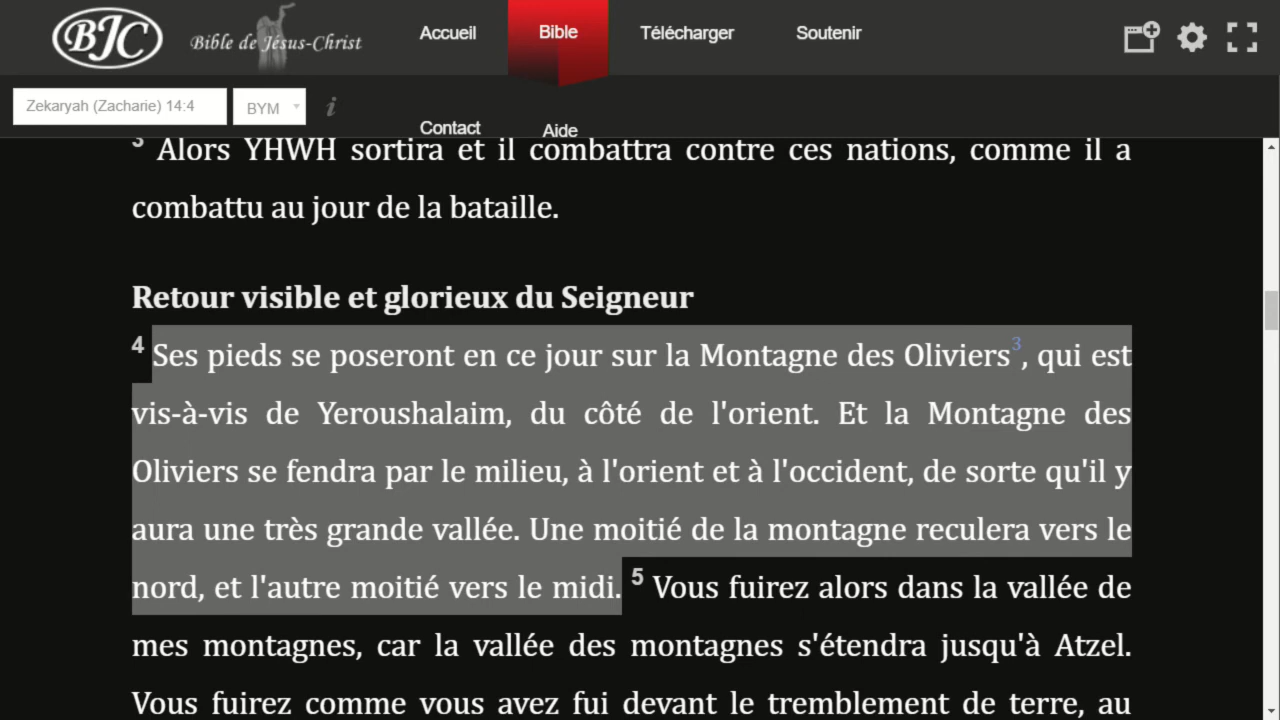 BJC Bible de Jésus-Christ
Accueil Bible Télécharger Soutenir
Zekaryah (Zacharie) 14:4 BYM i
Contact Aide
3 Alors YHWH sortira et il combattra contre ces nations, comme il a
combattu au jour de la bataille.
Retour visible et glorieux du Seigneur
4 Ses pieds se poseront en ce jour sur la Montagne des Oliviers3, qui est
vis-à-vis de Yeroushalaim, du côté de l'orient. Et la Montagne des
Oliviers se fendra par le milieu, à l'orient et à l'occident, de sorte qu'il y
aura une très grande vallée. Une moitié de la montagne reculera vers le
nord, et l'autre moitié vers le midi. 5 Vous fuirez alors dans la vallée de
mes montagnes, car la vallée des montagnes s'étendra jusqu'à Atzel.
Vous fuirez comme vous avez fui devant le tremblement de terre, au